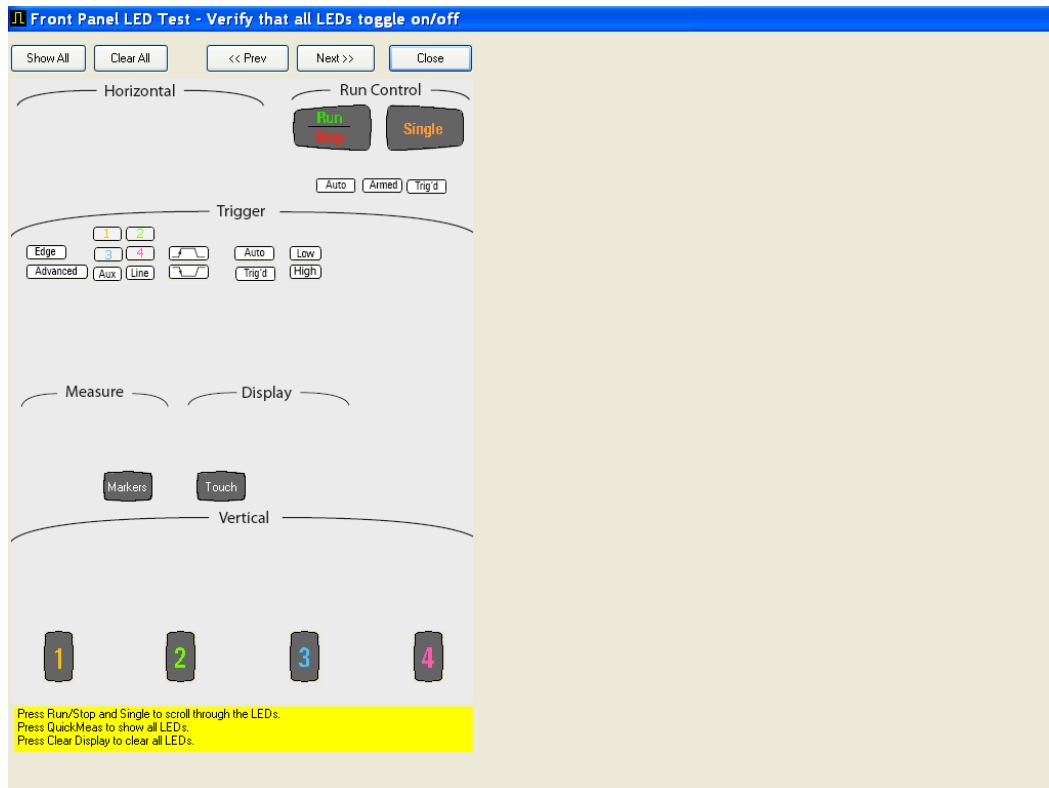 Front Panel LED Test - Verify that all LEDs toggle on/off
Show All Clear All << Prev Next >> Close
Horizontal Run Control
Run Single
Stop
Auto Armed Trig'd
Trigger
1 2
Edge 3 4 Auto Low
Advanced Aux Line Trig'd High
Measure Display
Markers Touch
Vertical
1 2 3 4
Press Run/Stop and Single to scroll through the LEDs.
Press QuickMeas to show all LEDs.
Press Clear Display to clear all LEDs.